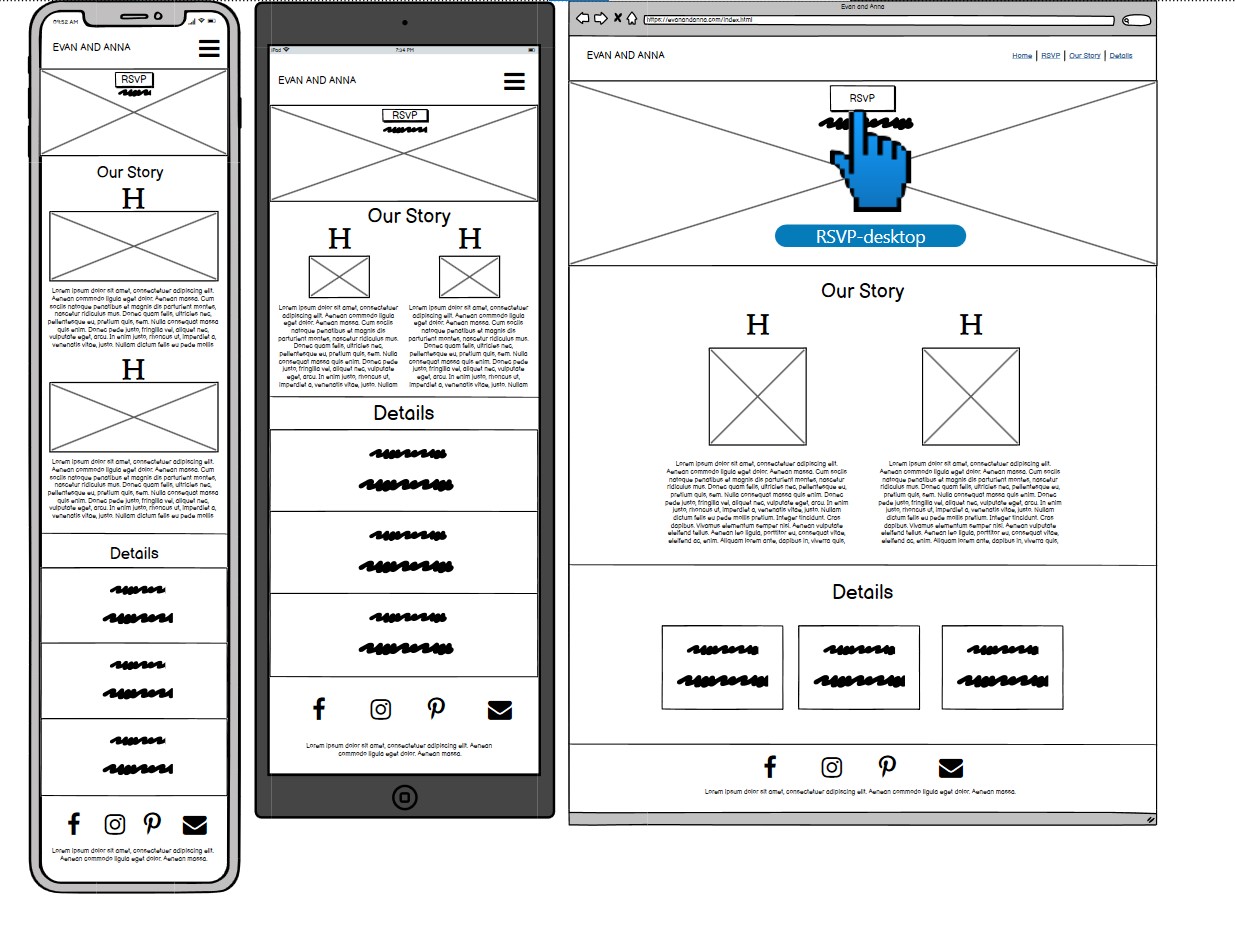 09:52 AM
EVAN AND ANNA
RSVP
Our Story
H
Lorem ipsum dolor sit amet, consectetuer adipiscing elit.
Aenean commodo ligula eget dolor. Aenean massa. Cum
sociis natoque penatibus et magnis dis parturient montes,
nascetur ridiculus mus. Donec quam felis, ultricies nec,
pellentesque eu, pretium quis, sem. Nulla consequat massa
quis enim. Donec pede justo, fringilla vel, aliquet nec,
vulputate eget, arcu. In enim justo, rhoncus ut, imperdiet a,
venenatis vitae, justo. Nullam dictum felis eu pede mollis
H
Lorem ipsum dolor sit amet, consectetuer adipiscing elit.
Aenean commodo ligula eget dolor. Aenean massa. Cum
sociis natoque penatibus et magnis dis parturient montes,
nascetur ridiculus mus. Donec quam felis, ultricies nec,
pellentesque eu, pretium quis, sem. Nulla consequat massa
quis enim. Donec pede justo, fringilla vel, aliquet nec,
vulputate eget, arcu. In enim justo, rhoncus ut, imperdiet a,
venenatis vitae, justo. Nullam dictum felis eu pede mollis
Details
Lorem ipsum dolor sit amet, consectetuer adipiscing elit.
Aenean commodo ligula eget dolor. Aenean massa.
iPad
7:14 PM
EVAN AND ANNA
RSVP
Our Story
H
Lorem ipsum dolor sit amet, consectetuer
adipiscing elit. Aenean commodo ligula
eget dolor. Aenean massa. Cum sociis
natoque penatibus et magnis dis
parturient montes, nascetur ridiculus
mus. Donec quam felis, ultricies nec,
pellentesque eu, pretium quis, sem. Nulla
consequat massa quis enim. Donec pede
justo, fringilla vel, aliquet nec, vulputate
eget, arcu. In enim justo, rhoncus ut,
imperdiet a, venenatis vitae, justo. Nullam
H
Lorem ipsum dolor sit amet, consectetuer
adipiscing elit. Aenean commodo ligula
eget dolor. Aenean massa. Cum sociis
natoque penatibus et magnis dis
parturient montes, nascetur ridiculus
mus. Donec quam felis, ultricies nec,
pellentesque eu, pretium quis, sem. Nulla
consequat massa quis enim. Donec pede
justo, fringilla vel, aliquet nec, vulputate
eget, arcu. In enim justo, rhoncus ut,
imperdiet a, venenatis vitae, justo. Nullam
Details
Lorem ipsum dolor sit amet, consectetuer adipiscing elit. Aenean
commodo ligula eget dolor. Aenean massa.
Evan and Anna
https://evanandanna.com/index.html
EVAN AND ANNA
Home | RSVP | Our Story | Details
RSVP
RSVP-desktop
Our Story
H
Lorem ipsum dolor sit amet, consectetuer adipiscing elit.
Aenean commodo ligula eget dolor. Aenean massa. Cum sociis
natoque penatibus et magnis dis parturient montes, nascetur
ridiculus mus. Donec quam felis, ultricies nec, pellentesque eu,
pretium quis, sem. Nulla consequat massa quis enim. Donec
pede justo, fringilla vel, aliquet nec, vulputate eget, arcu. In enim
justo, rhoncus ut, imperdiet a, venenatis vitae, justo. Nullam
dictum felis eu pede mollis pretium. Integer tincidunt. Cras
dapibus. Vivamus elementum semper nisi. Aenean vulputate
eleifend tellus. Aenean leo ligula, porttitor eu, consequat vitae,
eleifend ac, enim. Aliquam lorem ante, dapibus in, viverra quis,
H
Lorem ipsum dolor sit amet, consectetuer adipiscing elit.
Aenean commodo ligula eget dolor. Aenean massa. Cum sociis
natoque penatibus et magnis dis parturient montes, nascetur
ridiculus mus. Donec quam felis, ultricies nec, pellentesque eu,
pretium quis, sem. Nulla consequat massa quis enim. Donec
pede justo, fringilla vel, aliquet nec, vulputate eget, arcu. In enim
justo, rhoncus ut, imperdiet a, venenatis vitae, justo. Nullam
dictum felis eu pede mollis pretium. Integer tincidunt. Cras
dapibus. Vivamus elementum semper nisi. Aenean vulputate
eleifend tellus. Aenean leo ligula, porttitor eu, consequat vitae,
eleifend ac, enim. Aliquam lorem ante, dapibus in, viverra quis,
Details
Lorem ipsum dolor sit amet, consectetuer adipiscing elit. Aenean commodo ligula eget dolor. Aenean massa.